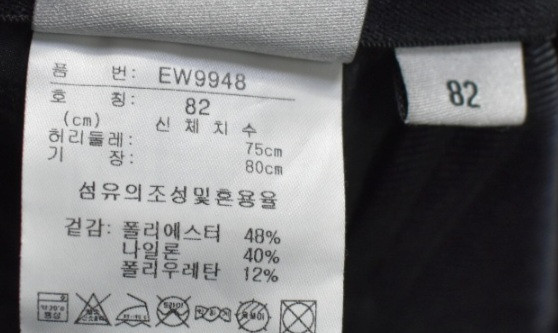 품 번: EW9948
호 칭: 82
(cm) 신체치수
허리둘레: 75cm
기 장: 80cm
섬유의조성및혼용율
겉감: 폴리에스터 48%
나일론 40%
폴리우레탄 12%
82